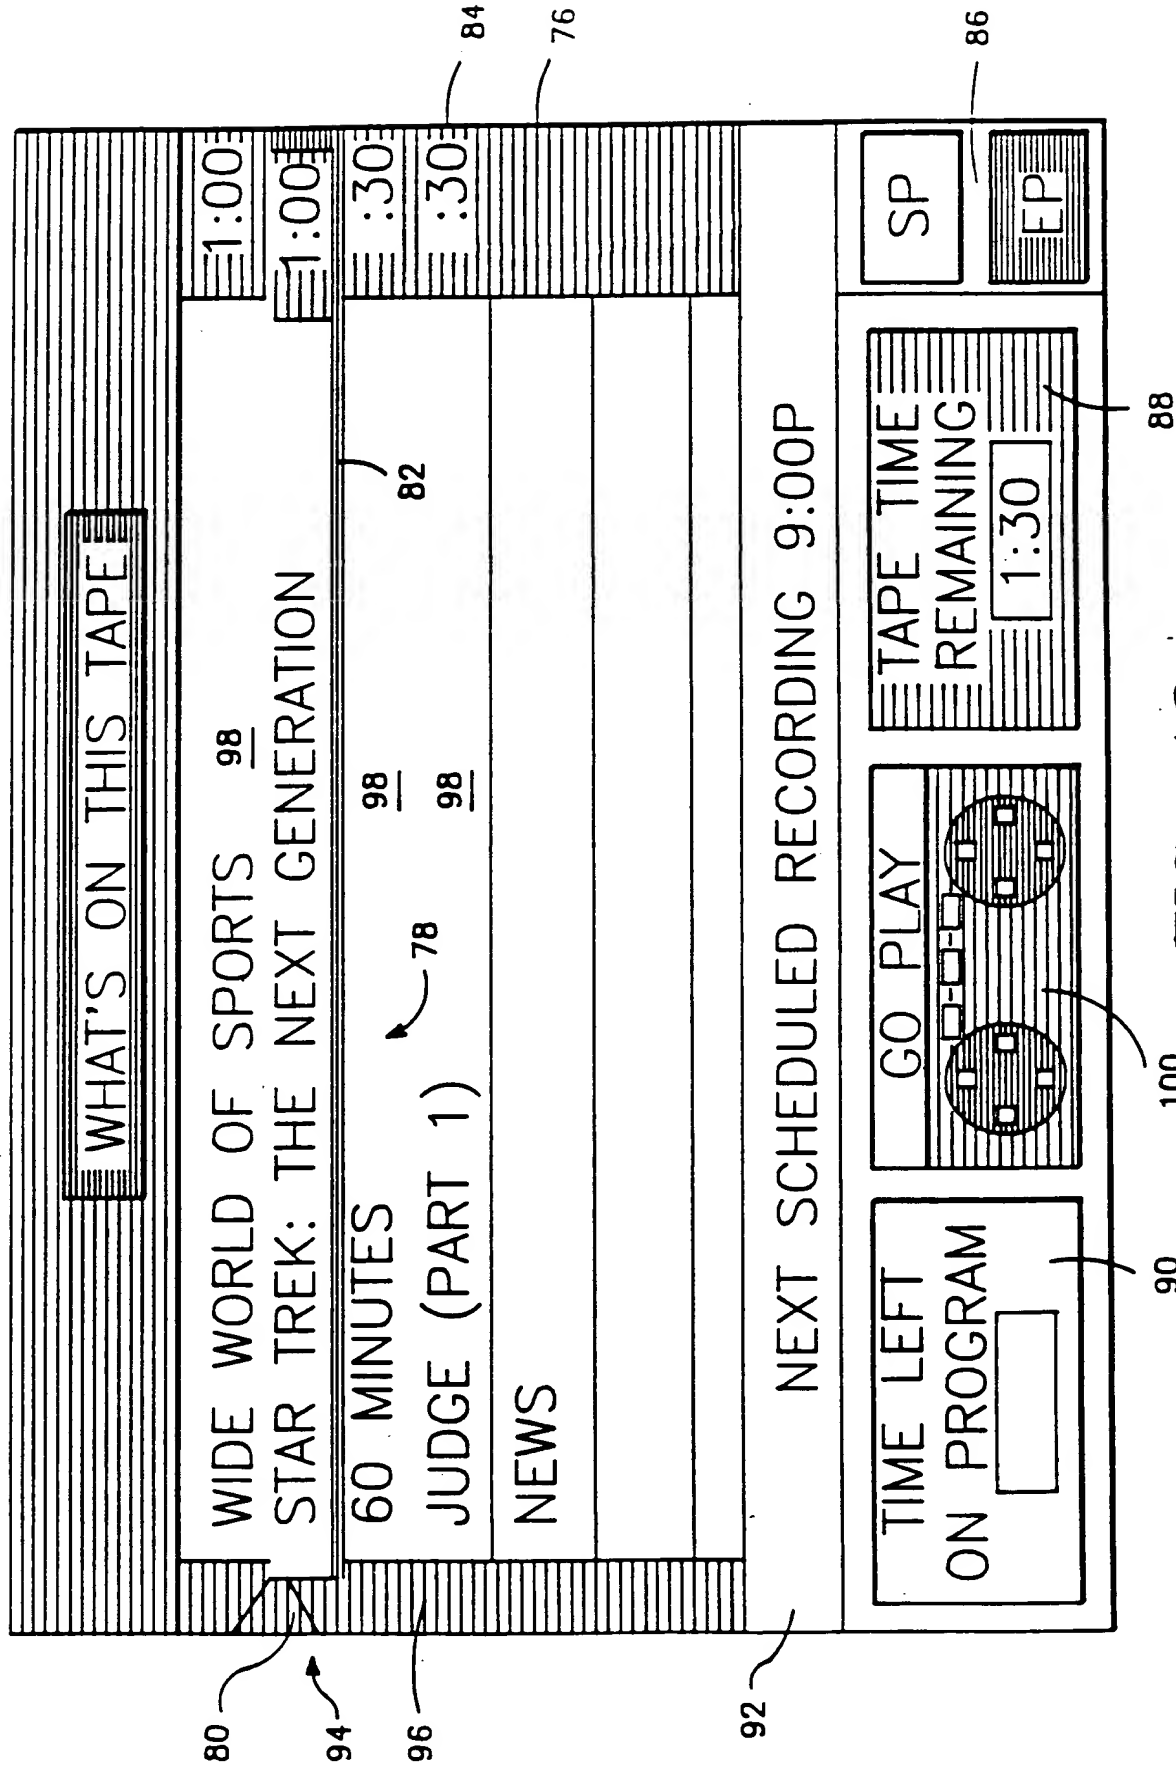 WHAT'S ON THIS TAPE
WIDE WORLD OF SPORTS 98 1:00
STAR TREK: THE NEXT GENERATION 1:00
60 MINUTES 98 :30
JUDGE (PART 1) 98 :30
NEWS
NEXT SCHEDULED RECORDING 9:00P
TIME LEFT
ON PROGRAM
GO PLAY
TAPE TIME
REMAINING
1:30
SP
EP
80
94
96
78
82
84
76
86
92
90
100
88